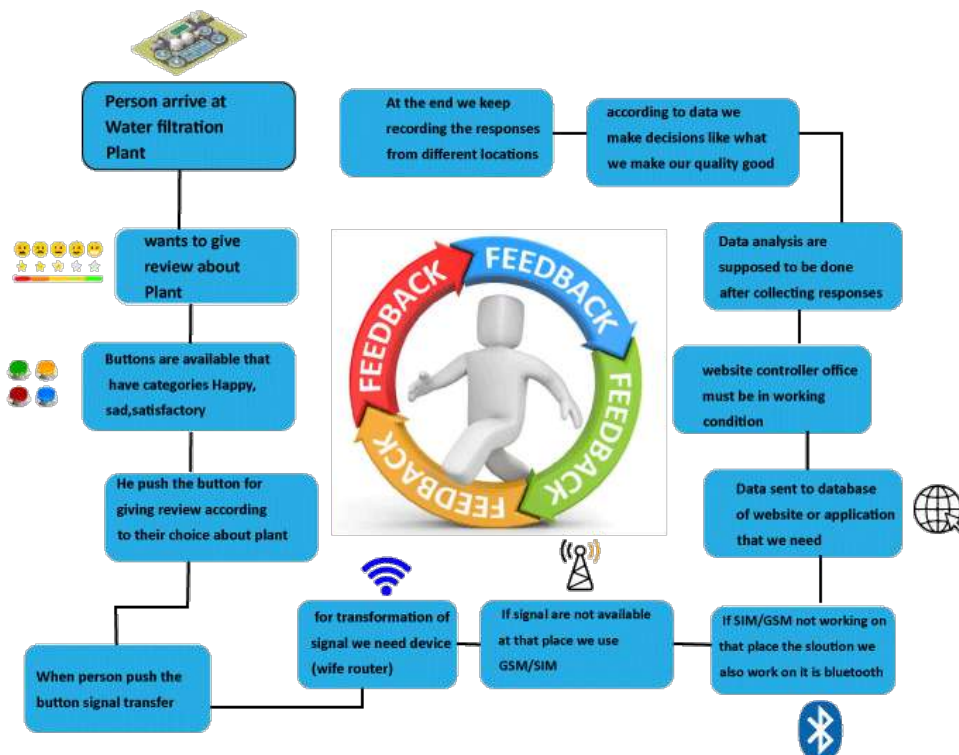 Person arrive at
Water filtration
Plant
wants to give
review about
Plant
Buttons are available that
have categories Happy,
sad,satisfactory
He push the button for
giving review according
to their choice about plant
When person push the
button signal transfer
for transformation of
signal we need device
(wife router)
If signal are not available
at that place we use
GSM/SIM
If SIM/GSM not working on
that place the sloution we
also work on it is bluetooth
Data sent to database
of website or application
that we need
website controller office
must be in working
condition
Data analysis are
supposed to be done
after collecting responses
according to data we
make decisions like what
we make our quality good
At the end we keep
recording the responses
from different locations
FEEDBACK
FEEDBACK
FEEDBACK
FEEDBACK
FEEDBACK